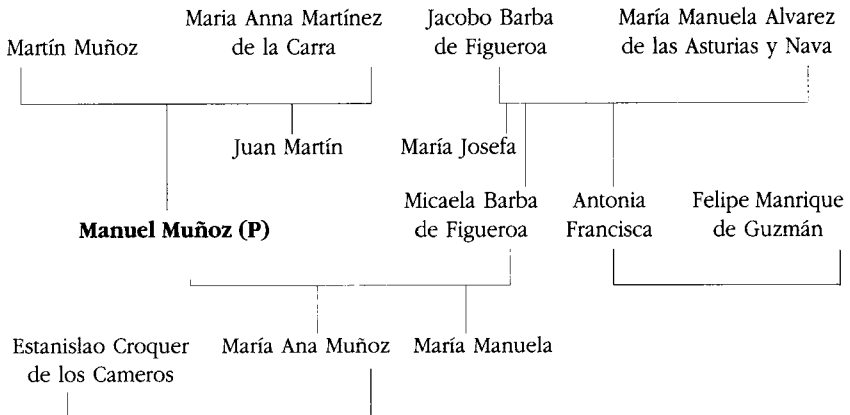 Martín Muñoz
Maria Anna Martínez
de la Carra
Jacobo Barba
de Figueroa
María Manuela Alvarez
de las Asturias y Nava
Juan Martín
María Josefa
Manuel Muñoz (P)
Micaela Barba
de Figueroa
Antonia
Francisca
Felipe Manrique
de Guzmán
Estanislao Croquer
de los Cameros
María Ana Muñoz
María Manuela